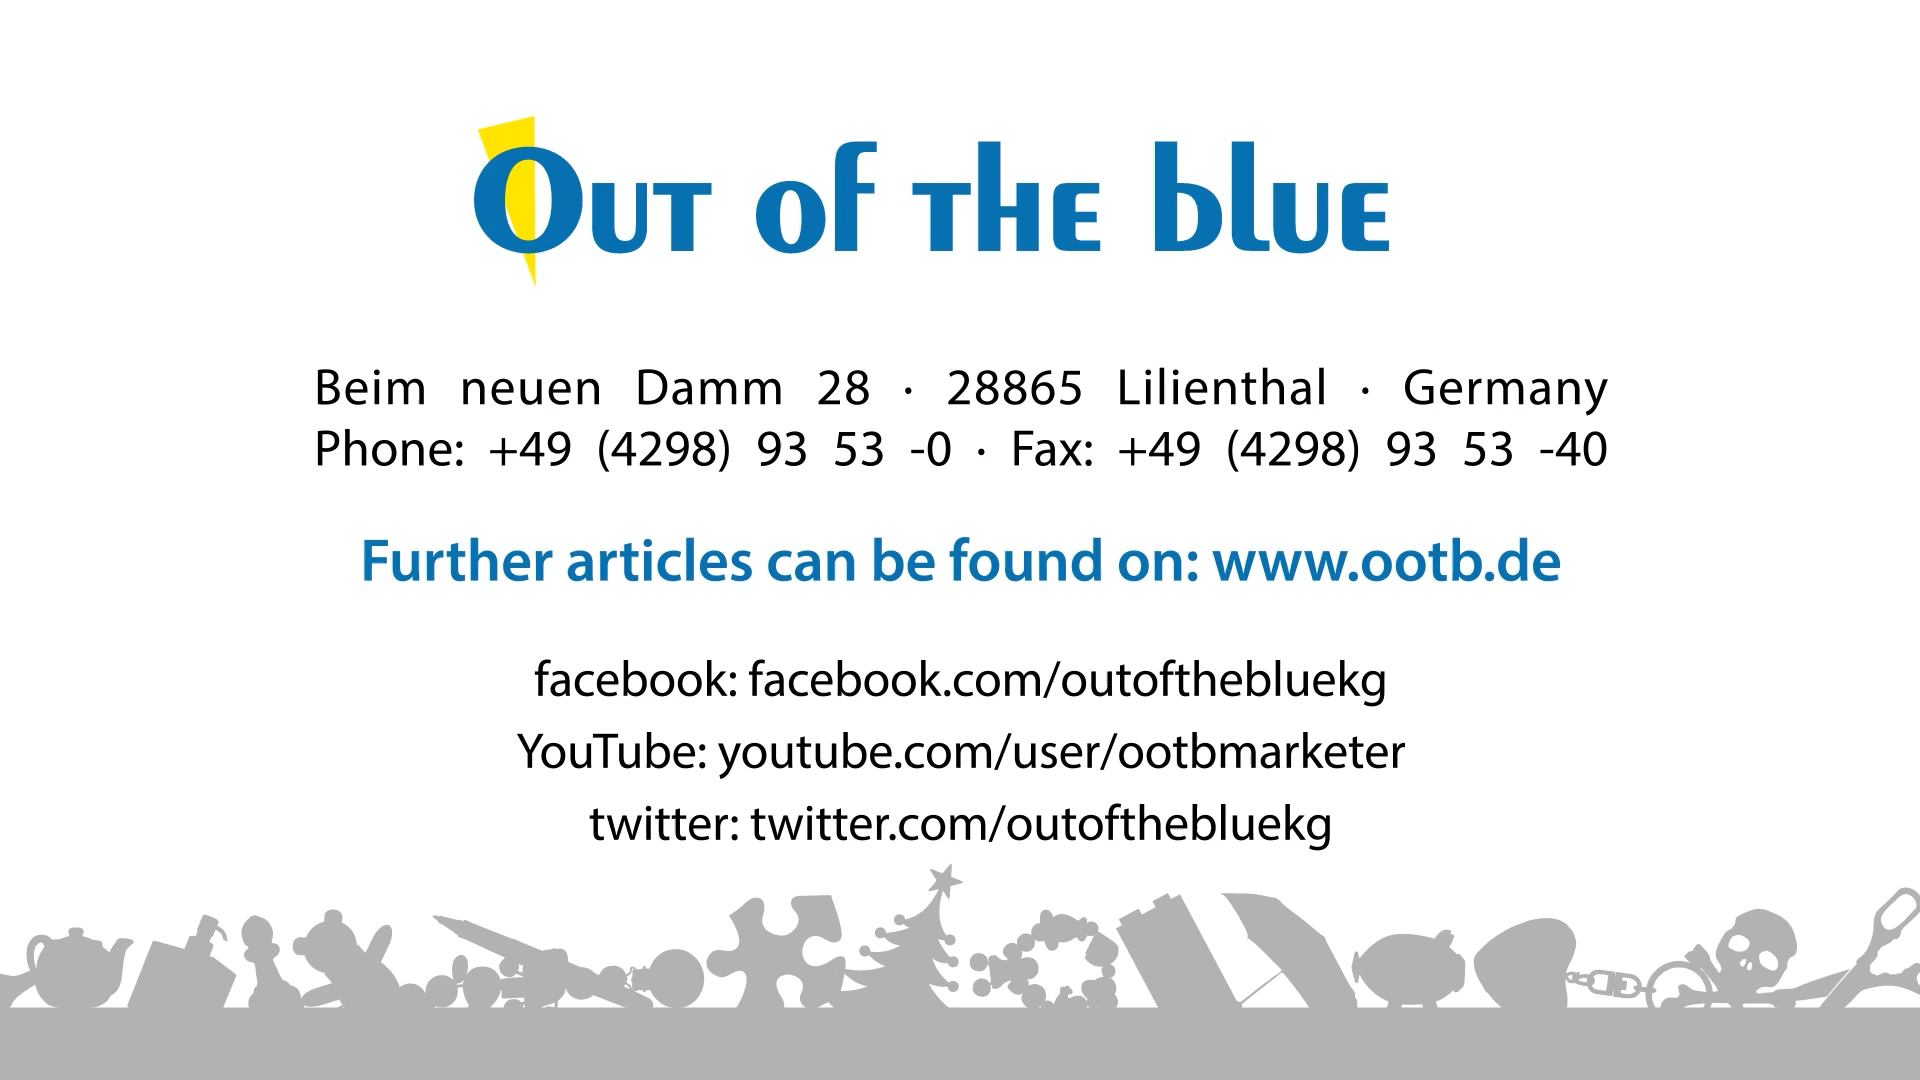 Out of the blue
Beim neuen Damm 28 · 28865 Lilienthal · Germany
Phone: +49 (4298) 93 53 -0 · Fax: +49 (4298) 93 53 -40
Further articles can be found on: www.ootb.de
facebook: facebook.com/outofthebluekg
YouTube: youtube.com/user/ootbmarketer
twitter: twitter.com/outofthebluekg